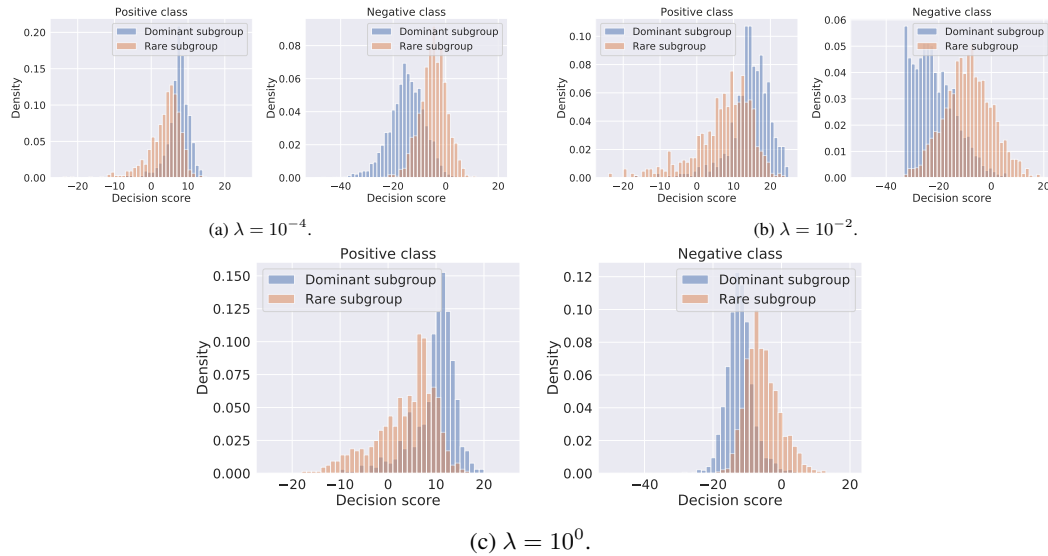 Positive class
Negative class
Dominant subgroup
Rare subgroup
Dominant subgroup
Rare subgroup
Density
0.20
0.15
0.10
0.05
0.00
Density
0.08
0.06
0.04
0.02
0.00
−20 −10 0 10 20
−40 −20 0 20
Decision score
Decision score
(a) λ = 10⁻⁴.
Positive class
Negative class
Dominant subgroup
Rare subgroup
Dominant subgroup
Rare subgroup
Density
0.10
0.08
0.06
0.04
0.02
0.00
Density
0.06
0.05
0.04
0.03
0.02
0.01
0.00
−20 −10 0 10 20
−40 −20 0 20
Decision score
Decision score
(b) λ = 10⁻².
Positive class
Negative class
Dominant subgroup
Rare subgroup
Dominant subgroup
Rare subgroup
Density
0.150
0.125
0.100
0.075
0.050
0.025
0.000
Density
0.12
0.10
0.08
0.06
0.04
0.02
0.00
−20 −10 0 10 20
−40 −20 0 20
Decision score
Decision score
(c) λ = 10⁰.